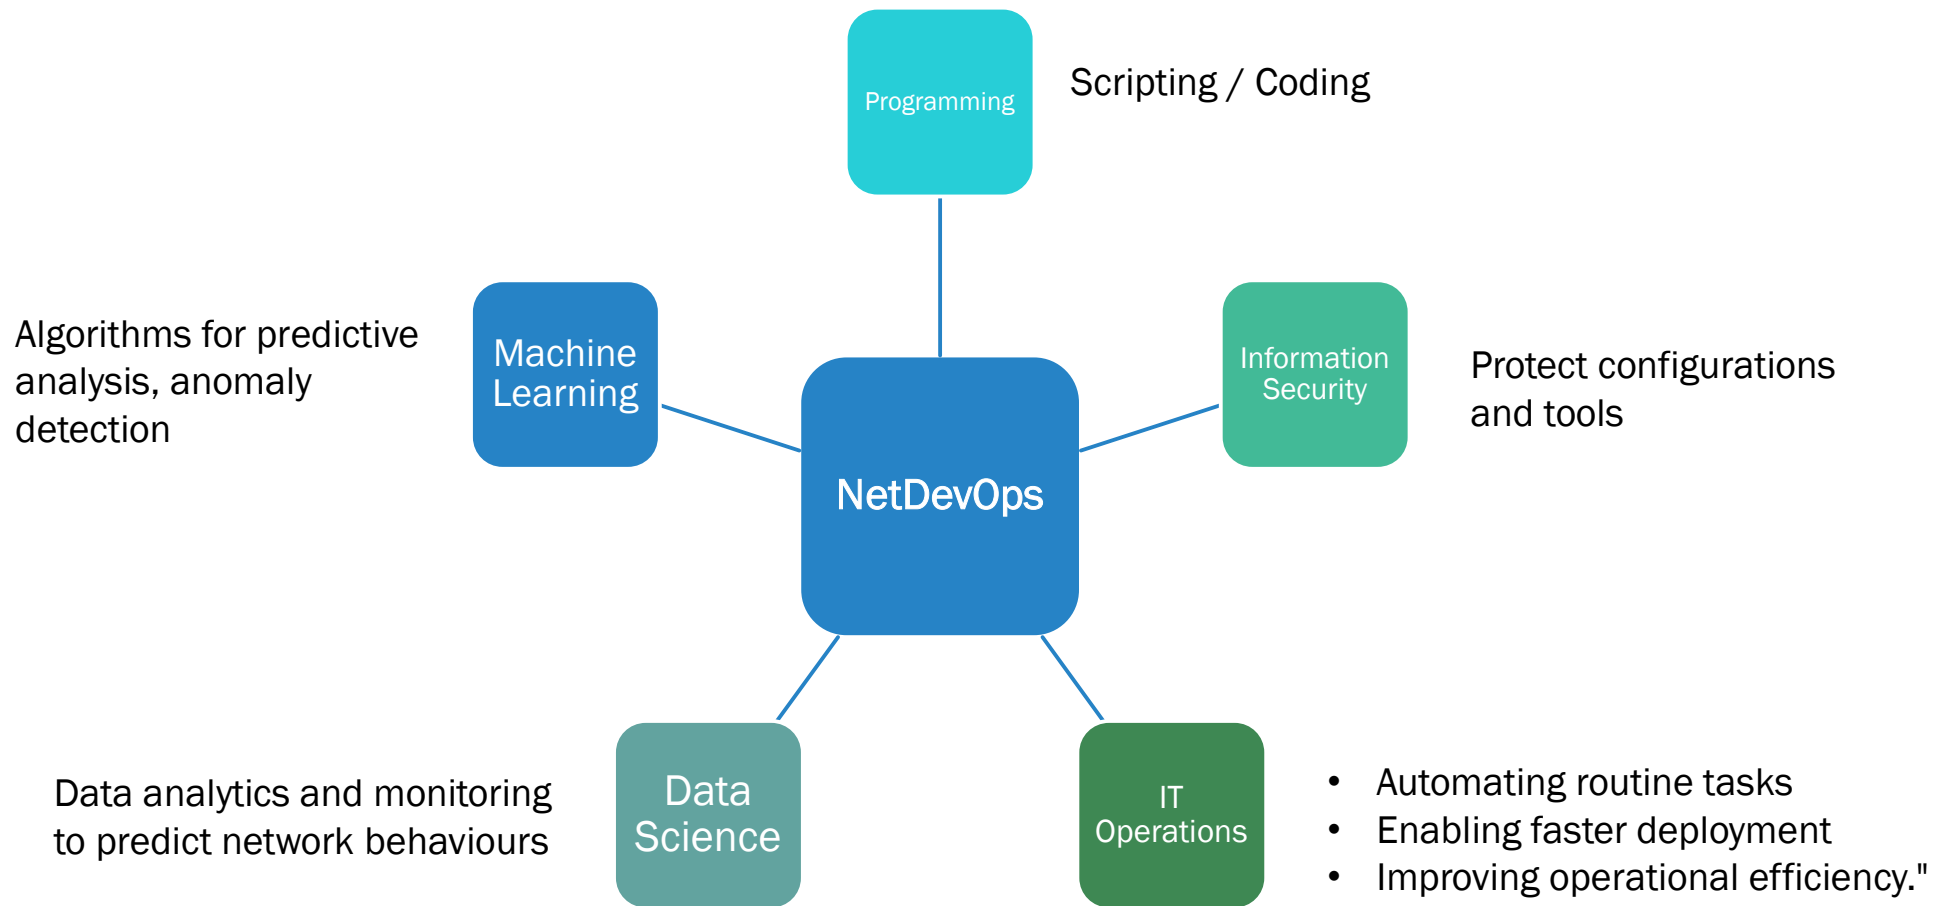 Programming
Scripting / Coding
Algorithms for predictive
analysis, anomaly
detection
Machine
Learning
Information
Security
Protect configurations
and tools
NetDevOps
Data analytics and monitoring
to predict network behaviours
Data
Science
IT
Operations
• Automating routine tasks
• Enabling faster deployment
• Improving operational efficiency."